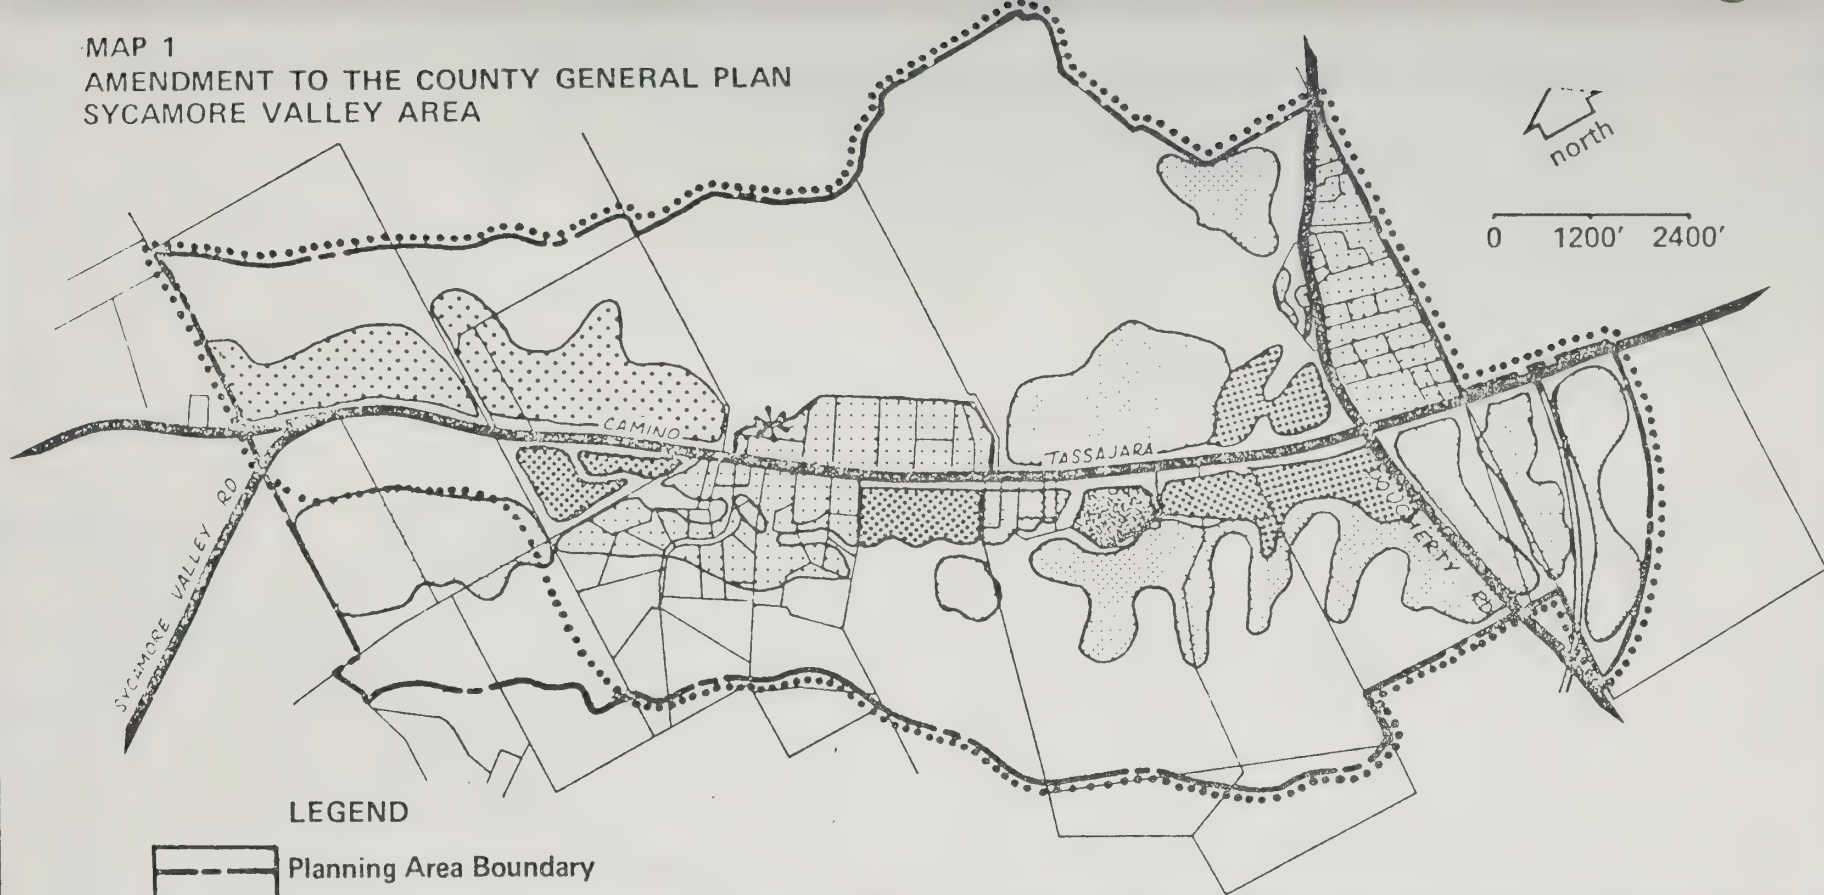 MAP 1
AMENDMENT TO THE COUNTY GENERAL PLAN
SYCAMORE VALLEY AREA
north
0 1200' 2400'
CAMINO
TASSAJARA
SYCAMORE VALLEY RD
DOUGHERTY RD
LEGEND
Planning Area Boundary